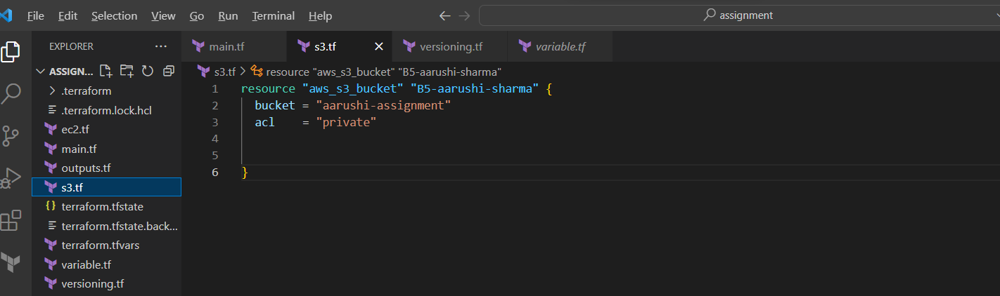 File Edit Selection View Go Run Terminal Help
assignment
EXPLORER
main.tf
s3.tf
versioning.tf
variable.tf
ASSIGN...
s3.tf > resource "aws_s3_bucket" "B5-aarushi-sharma"
.terraform
.terraform.lock.hcl
ec2.tf
main.tf
outputs.tf
s3.tf
terraform.tfstate
terraform.tfstate.back...
terraform.tfvars
variable.tf
versioning.tf
1 resource "aws_s3_bucket" "B5-aarushi-sharma" {
2 bucket = "aarushi-assignment"
3 acl    = "private"
4
5
6 }